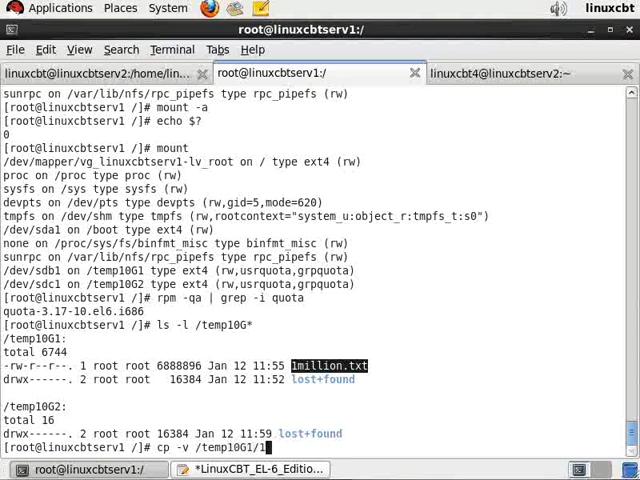 Applications Places System linuxcbt
root@linuxcbtserv1:/
File Edit View Search Terminal Tabs Help
linuxcbt@linuxcbtserv2:/home/lin... root@linuxcbtserv1:/ linuxcbt4@linuxcbtserv2:~
sunrpc on /var/lib/nfs/rpc_pipefs type rpc_pipefs (rw)
[root@linuxcbtserv1 /]# mount -a
[root@linuxcbtserv1 /]# echo $?
0
[root@linuxcbtserv1 /]# mount
/dev/mapper/vg_linuxcbtserv1-lv_root on / type ext4 (rw)
proc on /proc type proc (rw)
sysfs on /sys type sysfs (rw)
devpts on /dev/pts type devpts (rw,gid=5,mode=620)
tmpfs on /dev/shm type tmpfs (rw,rootcontext="system_u:object_r:tmpfs_t:s0")
/dev/sda1 on /boot type ext4 (rw)
none on /proc/sys/fs/binfmt_misc type binfmt_misc (rw)
sunrpc on /var/lib/nfs/rpc_pipefs type rpc_pipefs (rw)
/dev/sdb1 on /temp10G1 type ext4 (rw,usrquota,grpquota)
/dev/sdc1 on /temp10G2 type ext4 (rw,usrquota,grpquota)
[root@linuxcbtserv1 /]# rpm -qa | grep -i quota
quota-3.17-10.el6.i686
[root@linuxcbtserv1 /]# ls -l /temp10G*
/temp10G1:
total 6744
-rw-r--r--. 1 root root 6888896 Jan 12 11:55 1million.txt
drwx------. 2 root root   16384 Jan 12 11:52 lost+found
/temp10G2:
total 16
drwx------. 2 root root 16384 Jan 12 11:59 lost+found
[root@linuxcbtserv1 /]# cp -v /temp10G1/1
root@linuxcbtserv1:/ *LinuxCBT_EL-6_Editio...